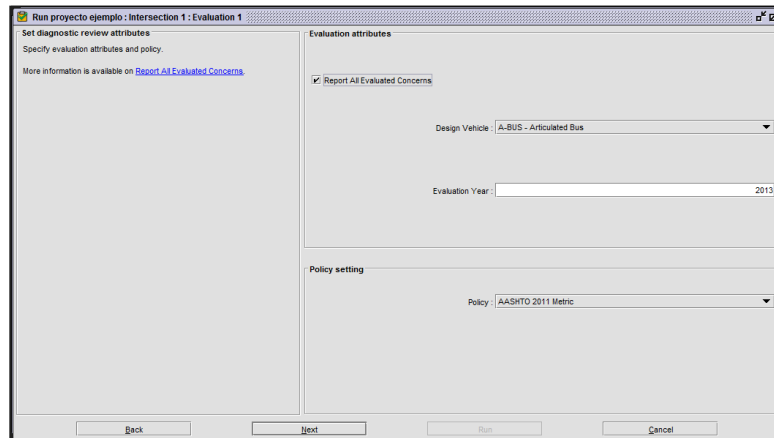 Run proyecto ejemplo : Intersection 1 : Evaluation 1
Set diagnostic review attributes
Specify evaluation attributes and policy.
More information is available on Report All Evaluated Concerns.
Evaluation attributes
Report All Evaluated Concerns
Design Vehicle : A-BUS - Articulated Bus
Evaluation Year : 2013
Policy setting
Policy : AASHTO 2011 Metric
Back Next Run Cancel